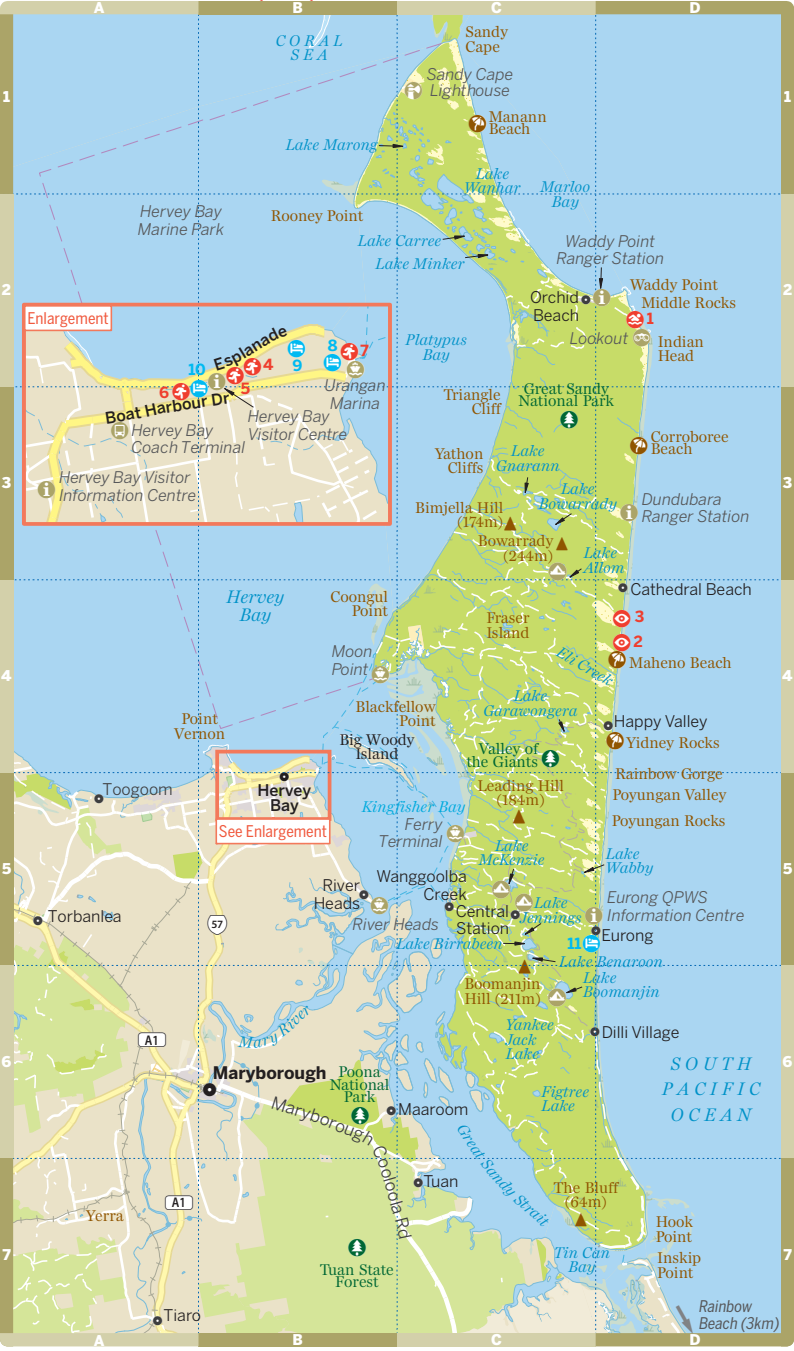 A
B
C
D
Sandy
Cape
CORAL
SEA
Sandy Cape
Lighthouse
1
1
Manann
Beach
Lake Marong
Lake
Wanhar
Marloo
Bay
Hervey Bay
Marine Park
Rooney Point
Lake Carree
Lake Minker
Waddy Point
Ranger Station
2
2
Orchid
Beach
Waddy Point
Middle Rocks
1
Lookout
Indian
Head
Enlargement
Esplanade
10
9
8
7
4
5
6
Boat Harbour Dr
Urangan
Marina
Hervey Bay
Visitor Centre
Hervey Bay
Coach Terminal
Hervey Bay Visitor
Information Centre
Platypus
Bay
Great Sandy
National Park
Triangle
Cliff
Corroboree
Beach
Yathon
Cliffs
Lake
Gnarann
3
3
Lake
Bowarrady
Dundubara
Ranger Station
Bimjella Hill
(174m)
Bowarrady
(244m)
Lake
Allom
Cathedral Beach
Hervey
Bay
Coongul
Point
Fraser
Island
3
2
Moon
Point
Eli Creek
Maheno Beach
4
4
Lake
Garawongera
Blackfellow
Point
Point
Vernon
Happy Valley
Big Woody
Island
Valley of
the Giants
Yidney Rocks
Rainbow Gorge
Toogoom
Hervey
Bay
Leading Hill
(184m)
Poyungan Valley
Kingfisher Bay
Poyungan Rocks
See Enlargement
Ferry
Terminal
Lake
McKenzie
Lake
Wabby
5
5
Wanggoolba
Creek
River
Heads
River Heads
Central
Station
Lake
Jennings
Eurong QPWS
Information Centre
Torbanlea
57
Eurong
11
Lake Birrabeen
Lake Benaroon
Boomanjin
Hill (211m)
Lake
Boomanjin
Mary River
A1
Yankee
Jack
Lake
Dilli Village
6
6
SOUTH
PACIFIC
OCEAN
Maryborough
Poona
National
Park
Figtree
Lake
Maaroom
Maryborough Cooloola Rd
Great Sandy Strait
Tuan
A1
The Bluff
(64m)
Yerra
Hook
Point
7
7
Tuan State
Forest
Tin Can
Bay
Inskip
Point
Tiaro
Rainbow
Beach (3km)
A
B
C
D